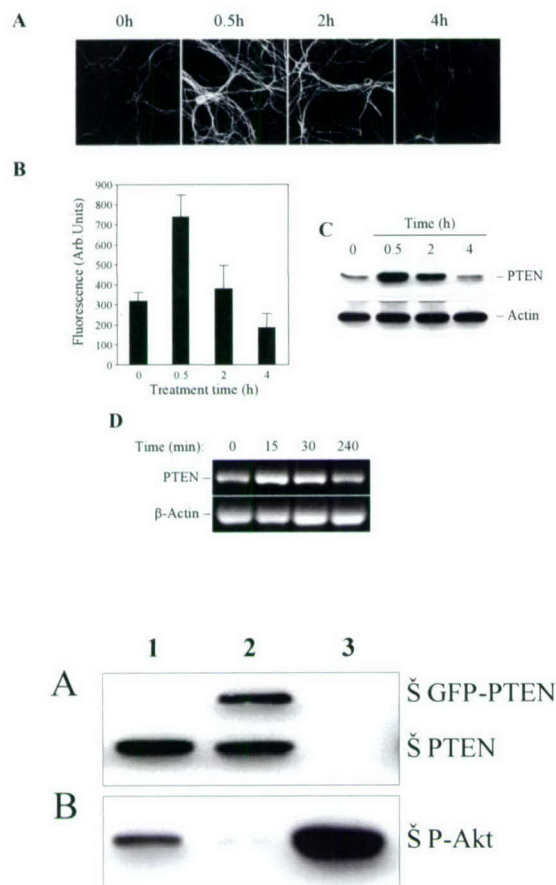 A 0h 0.5h 2h 4h
B
Fluorescence (Arb Units)
900
800
700
600
500
400
300
200
100
0
0 0.5 2 4
Treatment time (h)
C
Time (h)
0 0.5 2 4
– PTEN
– Actin
D
Time (min): 0 15 30 240
PTEN –
β-Actin –
1 2 3
A
Š GFP-PTEN
Š PTEN
B
Š P-Akt